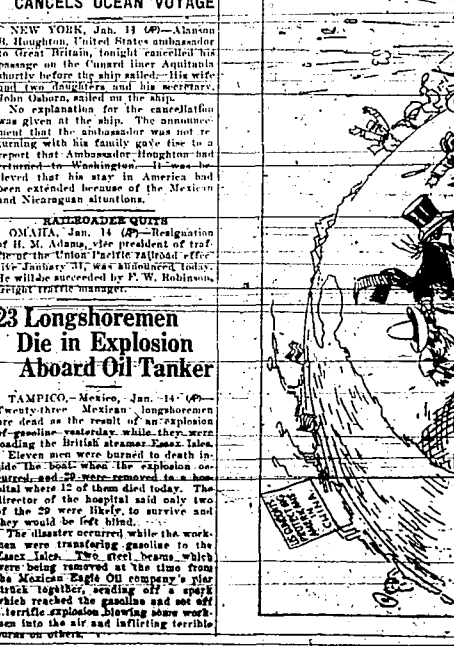 CANCELS OCEAN VOYAGE
NEW YORK, Jan. 14 (AP)—Alanson
B. Houghton, United States ambassador
to Great Britain, tonight cancelled his
passage on the Cunard liner Aquitania
shortly before the ship sailed. His wife
and two daughters and his secretary,
John Osborn, sailed on the ship.
No explanation for the cancellation
was given at the ship. The announce-
ment that the ambassador was not re-
turning with his family gave rise to a
report that Ambassador Houghton had
returned to Washington. It was be-
lieved that his stay in America had
been extended because of the Mexican
and Nicaraguan situations.
RAILROADER QUITS
OMAHA, Jan. 14 (AP)—Resignation
of H. M. Adams, vice president of traf-
fic of the Union Pacific railroad effec-
tive January 31, was announced today.
He will be succeeded by F. W. Robinson,
freight traffic manager.
23 Longshoremen
Die in Explosion
Aboard Oil Tanker
TAMPICO, Mexico, Jan. 14 (AP)—
Twenty-three Mexican longshoremen
are dead as the result of an explosion
of gasoline yesterday while they were
loading the British steamer Essex Isles.
Eleven men were burned to death in-
side the boat when the explosion oc-
curred, and 29 were removed to a hos-
pital where 12 of them died today. The
director of the hospital said only two
of the 29 were likely to survive and
they would be left blind.
The disaster occurred while the work-
men were transfering gasoline to the
Essex Isles. Two steel beams which
were being removed at the time from
the Mexican Eagle Oil company's pier
struck together, sending off a spark
which reached the gasoline and set off
a terrific explosion blowing some work-
men into the air and inflicting terrible
burns on others.
CHINA